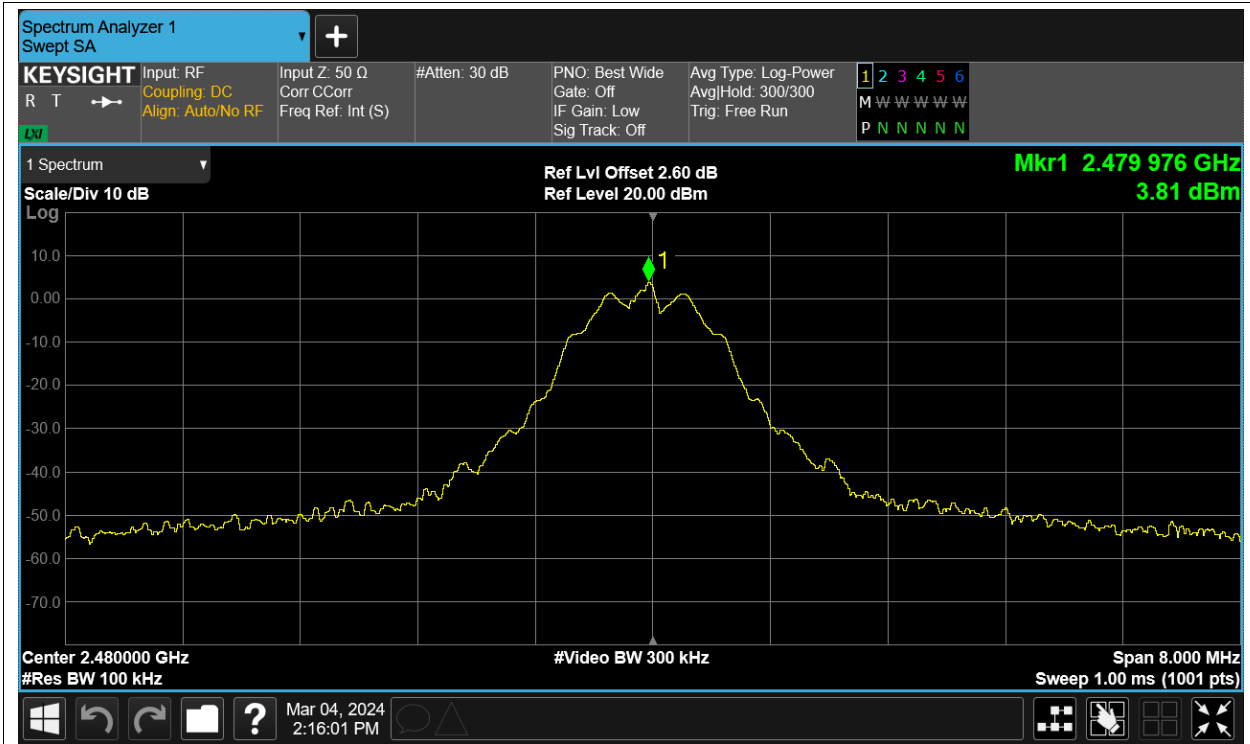 Spectrum Analyzer 1
Swept SA
KEYSIGHT
R T
LXI
Input: RF
Coupling: DC
Align: Auto/No RF
Input Z: 50 Ω
Corr CCorr
Freq Ref: Int (S)
#Atten: 30 dB
PNO: Best Wide
Gate: Off
IF Gain: Low
Sig Track: Off
Avg Type: Log-Power
Avg|Hold: 300/300
Trig: Free Run
1 2 3 4 5 6
M W W W W W
P N N N N N
1 Spectrum
Scale/Div 10 dB
Ref Lvl Offset 2.60 dB
Ref Level 20.00 dBm
Mkr1 2.479 976 GHz
3.81 dBm
Log
10.0
0.00
-10.0
-20.0
-30.0
-40.0
-50.0
-60.0
-70.0
1
Center 2.480000 GHz
#Res BW 100 kHz
#Video BW 300 kHz
Span 8.000 MHz
Sweep 1.00 ms (1001 pts)
?
Mar 04, 2024
2:16:01 PM